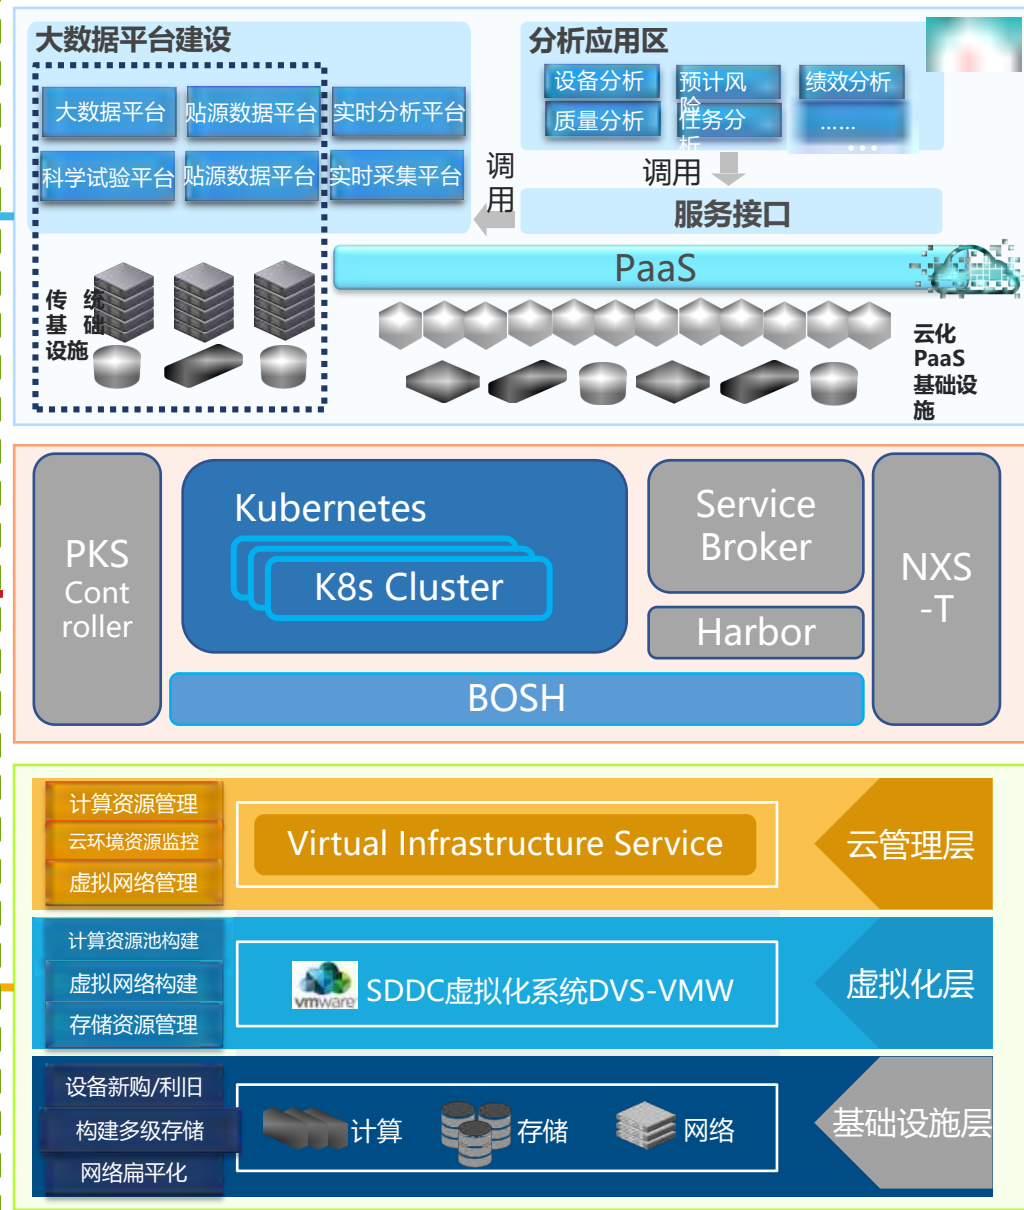 大数据平台建设
大数据平台
贴源数据平台
实时分析平台
科学试验平台
贴源数据平台
实时采集平台
分析应用区
设备分析
预计风
险
绩效分析
质量分析
任务分
析
......
调
用
调用
服务接口
PaaS
传 统
基 础
设施
云化
PaaS
基础设
施
PKS
Cont
roller
Kubernetes
K8s Cluster
Service
Broker
Harbor
NXS
-T
BOSH
计算资源管理
云环境资源监控
虚拟网络管理
Virtual Infrastructure Service
云管理层
计算资源池构建
虚拟网络构建
存储资源管理
vmware
SDDC虚拟化系统DVS-VMW
虚拟化层
设备新购/利旧
构建多级存储
网络扁平化
计算
存储
网络
基础设施层